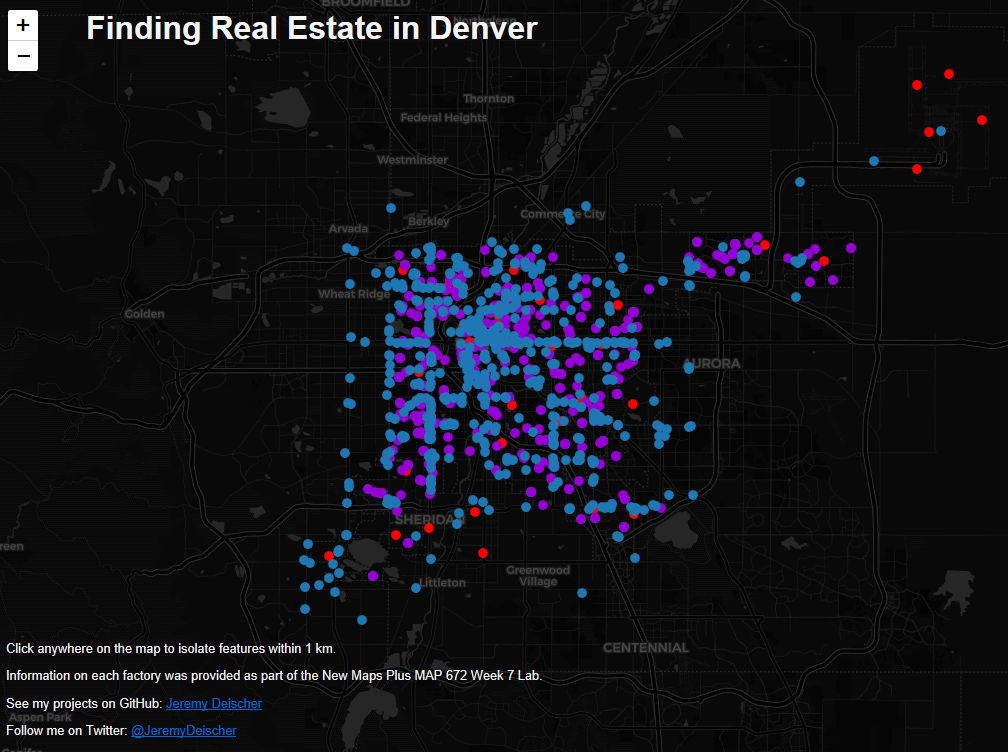 BROOMFIELD
+
Finding Real Estate in Denver
Northglenn
−
Thornton
Federal Heights
Westminster
Commerce City
Berkley
Arvada
Wheat Ridge
Golden
AURORA
SHERIDAN
Greenwood
Village
Littleton
CENTENNIAL
Click anywhere on the map to isolate features within 1 km.
Information on each factory was provided as part of the New Maps Plus MAP 672 Week 7 Lab.
See my projects on GitHub: Jeremy Deischer
Aspen Park
Follow me on Twitter: @JeremyDeischer